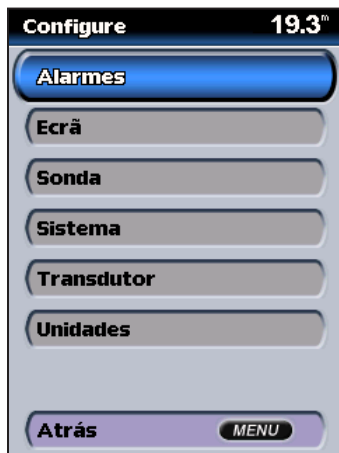 Configure 19.3m
Alarmes
Ecrã
Sonda
Sistema
Transdutor
Unidades
Atrás MENU